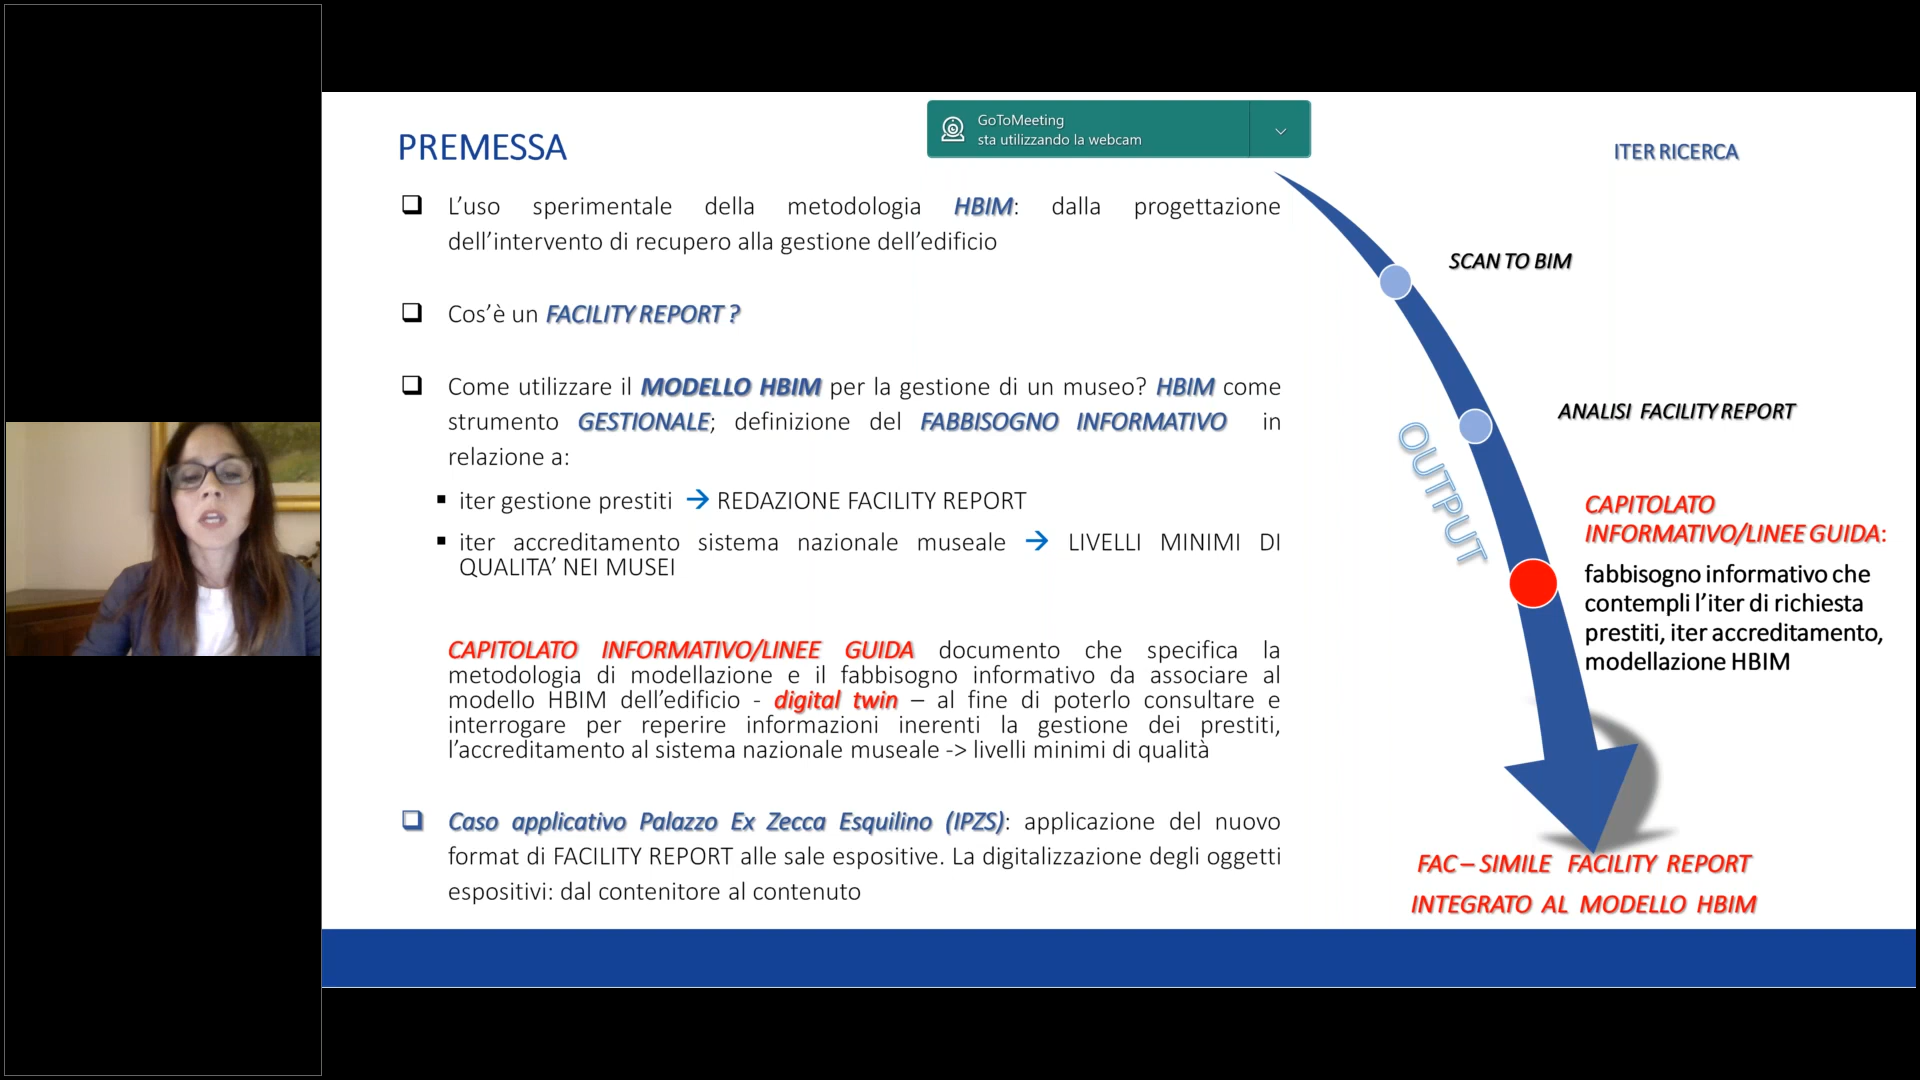 GoToMeeting
sta utilizzando la webcam
PREMESSA
L’uso sperimentale della metodologia HBIM: dalla progettazione
dell’intervento di recupero alla gestione dell’edificio
Cos’è un FACILITY REPORT ?
Come utilizzare il MODELLO HBIM per la gestione di un museo? HBIM come
strumento GESTIONALE; definizione del FABBISOGNO INFORMATIVO in
relazione a:
iter gestione prestiti → REDAZIONE FACILITY REPORT
iter accreditamento sistema nazionale museale → LIVELLI MINIMI DI
QUALITA’ NEI MUSEI
CAPITOLATO INFORMATIVO/LINEE GUIDA documento che specifica la
metodologia di modellazione e il fabbisogno informativo da associare al
modello HBIM dell’edificio - digital twin – al fine di poterlo consultare e
interrogare per reperire informazioni inerenti la gestione dei prestiti,
l’accreditamento al sistema nazionale museale -> livelli minimi di qualità
Caso applicativo Palazzo Ex Zecca Esquilino (IPZS): applicazione del nuovo
format di FACILITY REPORT alle sale espositive. La digitalizzazione degli oggetti
espositivi: dal contenitore al contenuto
ITER RICERCA
SCAN TO BIM
ANALISI FACILITY REPORT
OUTPUT
CAPITOLATO
INFORMATIVO/LINEE GUIDA:
fabbisogno informativo che
contempli l’iter di richiesta
prestiti, iter accreditamento,
modellazione HBIM
FAC – SIMILE FACILITY REPORT
INTEGRATO AL MODELLO HBIM